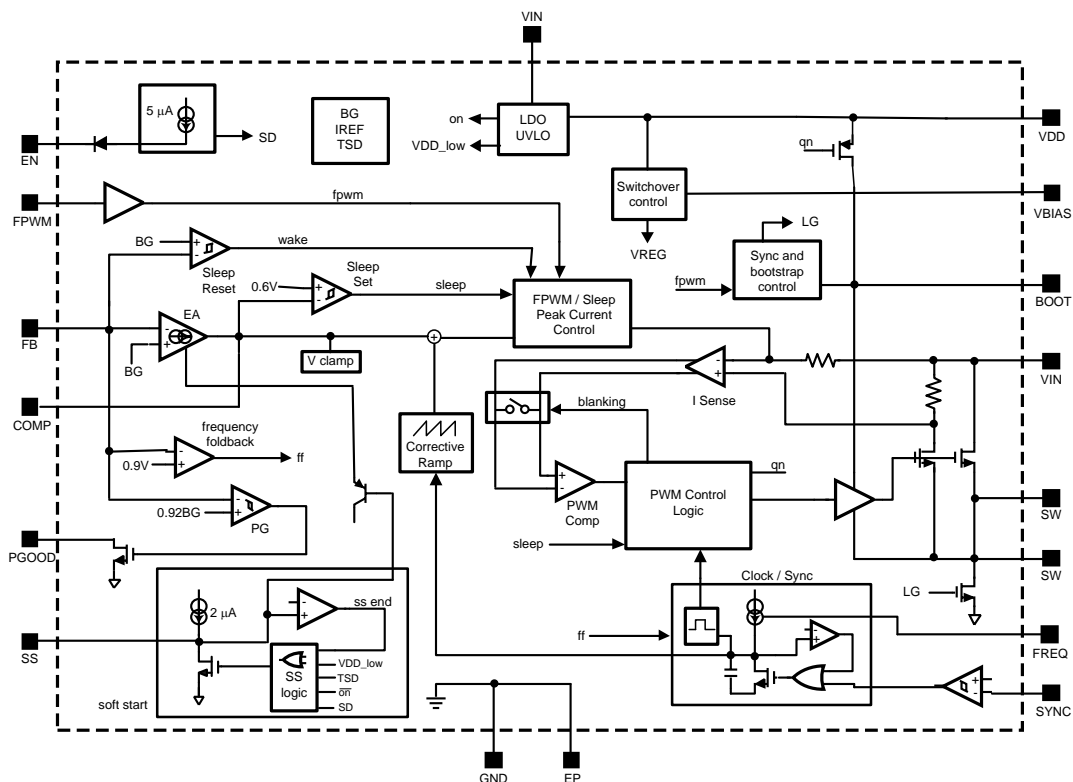 VIN
5 μA
SD
EN
BG
IREF
TSD
on
VDD_low
LDO
UVLO
VDD
qn
FPWM
fpwm
Switchover
control
VBIAS
VREG
LG
BG
+
-
wake
Sleep
Reset
0.6V
+
-
Sleep
Set
sleep
FPWM / Sleep
Peak Current
Control
fpwm
Sync and
bootstrap
control
BOOT
FB
EA
-
+
BG
V clamp
+
-
+
I Sense
VIN
COMP
blanking
frequency
foldback
-
+
0.9V
ff
Corrective
Ramp
+
-
PWM
Comp
PWM Control
Logic
qn
0.92BG
-
+
PG
SW
PGOOD
sleep
SW
Clock / Sync
LG
2 μA
-
+
ss end
SS
ff
-
+
FREQ
SS
logic
VDD_low
TSD
on
SD
soft start
+
-
SYNC
GND
EP